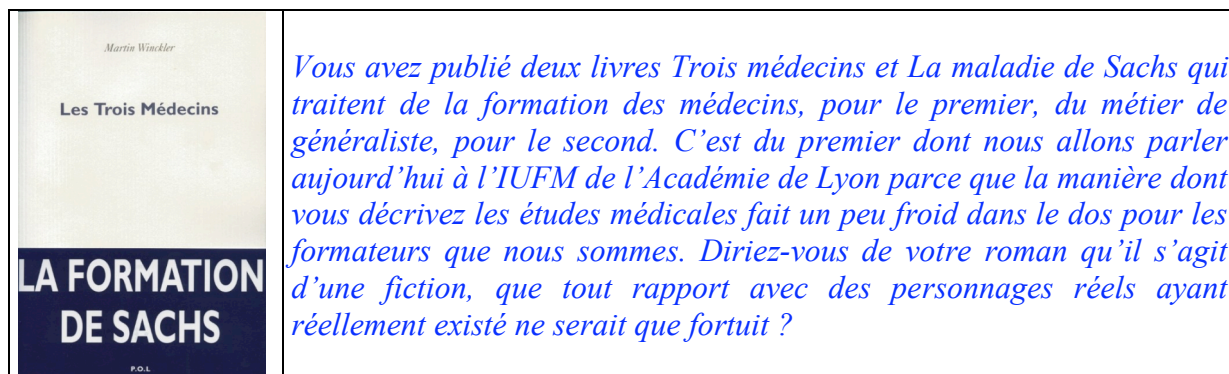 Martin Winckler
Les Trois Médecins
LA FORMATION
DE SACHS
P.O.L
Vous avez publié deux livres Trois médecins et La maladie de Sachs qui
traitent de la formation des médecins, pour le premier, du métier de
généraliste, pour le second. C’est du premier dont nous allons parler
aujourd’hui à l’IUFM de l’Académie de Lyon parce que la manière dont
vous décrivez les études médicales fait un peu froid dans le dos pour les
formateurs que nous sommes. Diriez-vous de votre roman qu’il s’agit
d’une fiction, que tout rapport avec des personnages réels ayant
réellement existé ne serait que fortuit ?